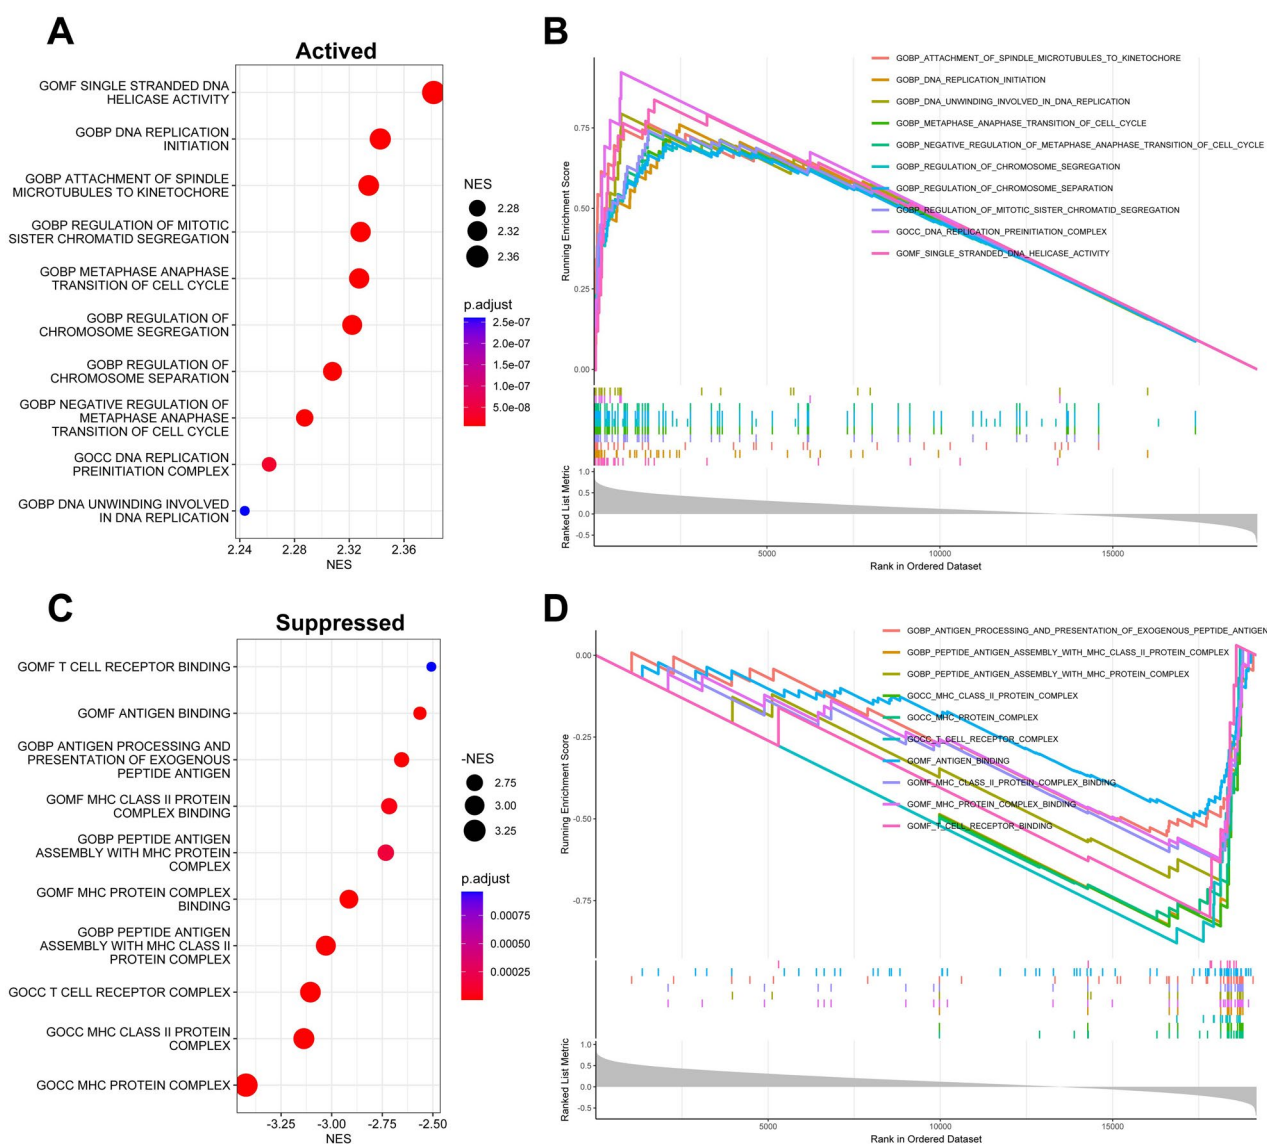 A
Actived
GOMF SINGLE STRANDED DNA
HELICASE ACTIVITY
GOBP DNA REPLICATION
INITIATION
GOBP ATTACHMENT OF SPINDLE
MICROTUBULES TO KINETOCHORE
GOBP REGULATION OF MITOTIC
SISTER CHROMATID SEGREGATION
GOBP METAPHASE ANAPHASE
TRANSITION OF CELL CYCLE
GOBP REGULATION OF
CHROMOSOME SEGREGATION
GOBP REGULATION OF
CHROMOSOME SEPARATION
GOBP NEGATIVE REGULATION OF
METAPHASE ANAPHASE
TRANSITION OF CELL CYCLE
GOCC DNA REPLICATION
PREINITIATION COMPLEX
GOBP DNA UNWINDING INVOLVED
IN DNA REPLICATION
2.24
2.28
2.32
2.36
NES
NES
2.28
2.32
2.36
p.adjust
2.5e-07
2.0e-07
1.5e-07
1.0e-07
5.0e-08
B
GOBP_ATTACHMENT_OF_SPINDLE_MICROTUBULES_TO_KINETOCHORE
GOBP_DNA_REPLICATION_INITIATION
GOBP_DNA_UNWINDING_INVOLVED_IN_DNA_REPLICATION
GOBP_METAPHASE_ANAPHASE_TRANSITION_OF_CELL_CYCLE
GOBP_NEGATIVE_REGULATION_OF_METAPHASE_ANAPHASE_TRANSITION_OF_CELL_CYCLE
GOBP_REGULATION_OF_CHROMOSOME_SEGREGATION
GOBP_REGULATION_OF_CHROMOSOME_SEPARATION
GOBP_REGULATION_OF_MITOTIC_SISTER_CHROMATID_SEGREGATION
GOCC_DNA_REPLICATION_PREINITIATION_COMPLEX
GOMF_SINGLE_STRANDED_DNA_HELICASE_ACTIVITY
Running Enrichment Score
0.75
0.50
0.25
0.00
Ranked List Metric
1.0
0.5
0.0
-0.5
5000
10000
15000
Rank in Ordered Dataset
C
Suppressed
GOMF T CELL RECEPTOR BINDING
GOMF ANTIGEN BINDING
GOBP ANTIGEN PROCESSING AND
PRESENTATION OF EXOGENOUS
PEPTIDE ANTIGEN
GOMF MHC CLASS II PROTEIN
COMPLEX BINDING
GOBP PEPTIDE ANTIGEN
ASSEMBLY WITH MHC PROTEIN
COMPLEX
GOMF MHC PROTEIN COMPLEX
BINDING
GOBP PEPTIDE ANTIGEN
ASSEMBLY WITH MHC CLASS II
PROTEIN COMPLEX
GOCC T CELL RECEPTOR COMPLEX
GOCC MHC CLASS II PROTEIN
COMPLEX
GOCC MHC PROTEIN COMPLEX
-3.25
-3.00
-2.75
-2.50
NES
-NES
2.75
3.00
3.25
p.adjust
0.00075
0.00050
0.00025
D
GOBP_ANTIGEN_PROCESSING_AND_PRESENTATION_OF_EXOGENOUS_PEPTIDE_ANTIGEN
GOBP_PEPTIDE_ANTIGEN_ASSEMBLY_WITH_MHC_CLASS_II_PROTEIN_COMPLEX
GOBP_PEPTIDE_ANTIGEN_ASSEMBLY_WITH_MHC_PROTEIN_COMPLEX
GOCC_MHC_CLASS_II_PROTEIN_COMPLEX
GOCC_MHC_PROTEIN_COMPLEX
GOCC_T_CELL_RECEPTOR_COMPLEX
GOMF_ANTIGEN_BINDING
GOMF_MHC_CLASS_II_PROTEIN_COMPLEX_BINDING
GOMF_MHC_PROTEIN_COMPLEX_BINDING
GOMF_T_CELL_RECEPTOR_BINDING
Running Enrichment Score
0.00
-0.25
-0.50
-0.75
Ranked List Metric
1.0
0.5
0.0
-0.5
5000
10000
15000
Rank in Ordered Dataset